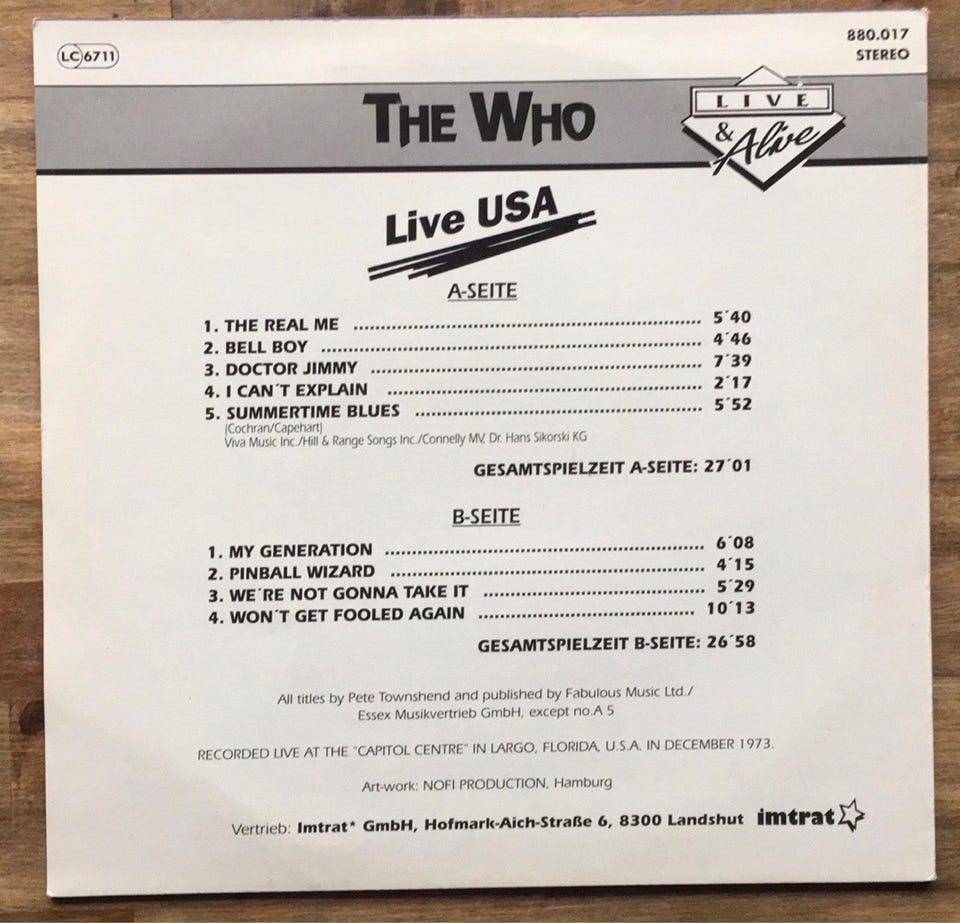 LC 6711
880.017
STEREO
THE WHO
LIVE
& Alive
Live USA
A-SEITE
1. THE REAL ME ........ 5´40
2. BELL BOY ........ 4´46
3. DOCTOR JIMMY ........ 7´39
4. I CAN´T EXPLAIN ........ 2´17
5. SUMMERTIME BLUES ........ 5´52
(Cochran/Capehart)
Viva Music Inc./Hill & Range Songs Inc./Connelly MV, Dr. Hans Sikorski KG
GESAMTSPIELZEIT A-SEITE: 27´01
B-SEITE
1. MY GENERATION ........ 6´08
2. PINBALL WIZARD ........ 4´15
3. WE´RE NOT GONNA TAKE IT ........ 5´29
4. WON´T GET FOOLED AGAIN ........ 10´13
GESAMTSPIELZEIT B-SEITE: 26´58
All titles by Pete Townshend and published by Fabulous Music Ltd./
Essex Musikvertrieb GmbH, except no.A 5
RECORDED LIVE AT THE "CAPITOL CENTRE" IN LARGO, FLORIDA, U.S.A. IN DECEMBER 1973.
Art-work: NOFI PRODUCTION, Hamburg
Vertrieb: Imtrat* GmbH, Hofmark-Aich-Straße 6, 8300 Landshut imtrat